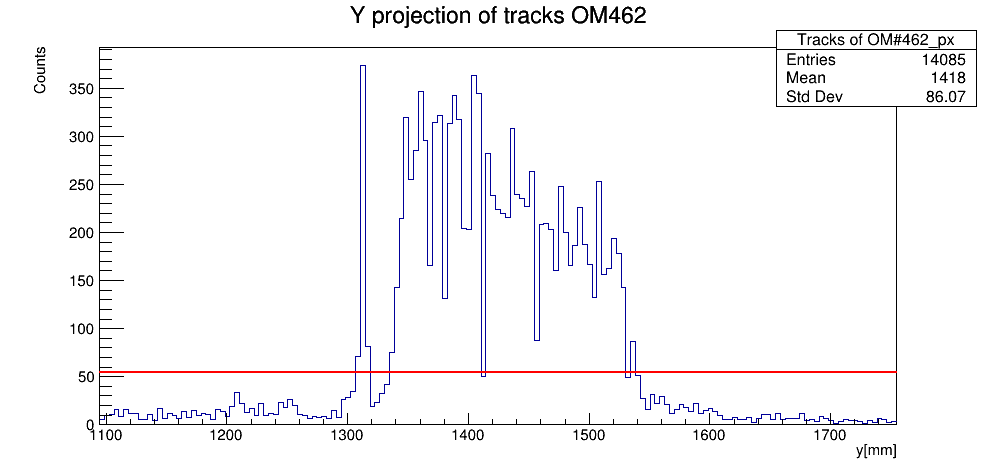 Y projection of tracks OM462
Tracks of OM#462_px
Entries 14085
Mean 1418
Std Dev 86.07
Counts
350
300
250
200
150
100
50
0
1100 1200 1300 1400 1500 1600 1700
y[mm]